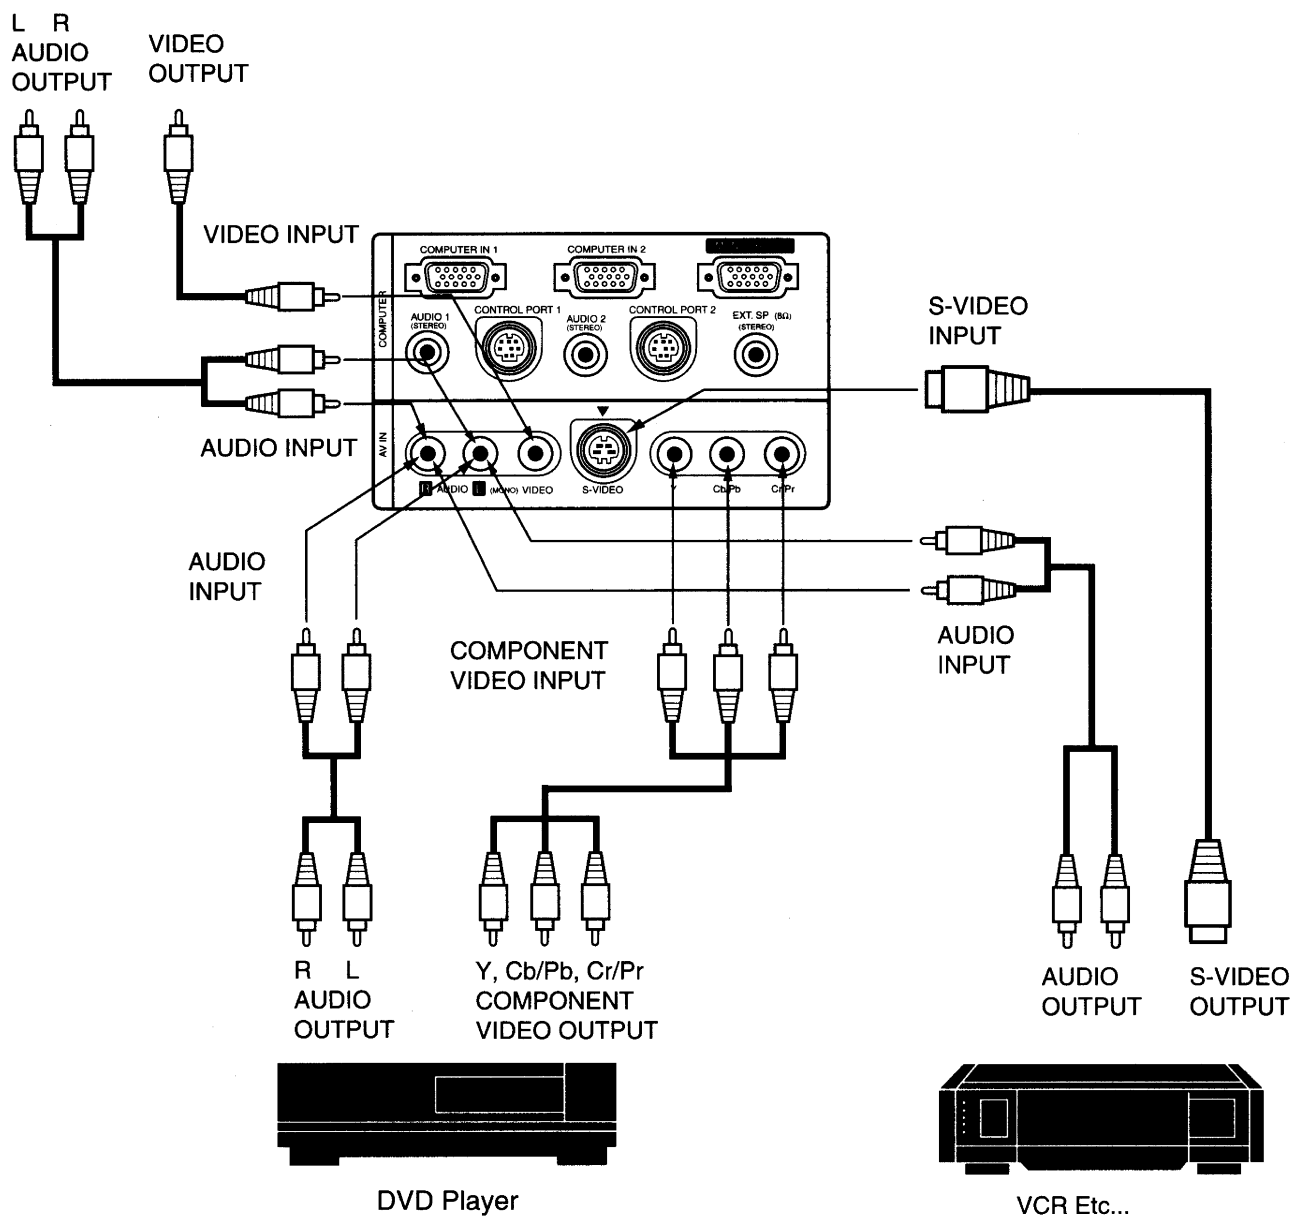 L R
AUDIO
OUTPUT
VIDEO
OUTPUT
VIDEO INPUT
AUDIO INPUT
COMPUTER
COMPUTER IN 1
COMPUTER IN 2
AUDIO 1
(STEREO)
CONTROL PORT 1
AUDIO 2
(STEREO)
CONTROL PORT 2
EXT. SP (8Ω)
(STEREO)
AV IN
R AUDIO L (MONO) VIDEO
S-VIDEO
Y
Cb/Pb
Cr/Pr
S-VIDEO
INPUT
AUDIO
INPUT
COMPONENT
VIDEO INPUT
AUDIO
INPUT
R L
AUDIO
OUTPUT
Y, Cb/Pb, Cr/Pr
COMPONENT
VIDEO OUTPUT
AUDIO
OUTPUT
S-VIDEO
OUTPUT
DVD Player
VCR Etc...